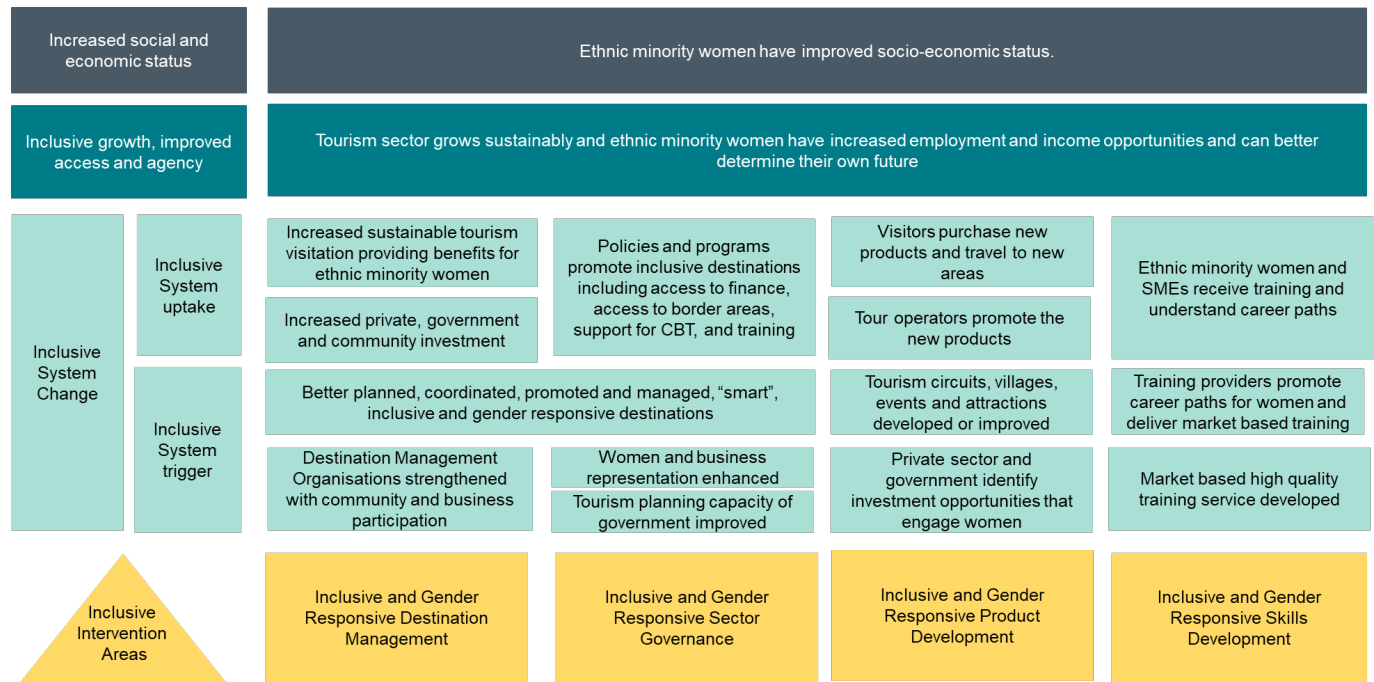 Increased social and
economic status
Ethnic minority women have improved socio-economic status.
Inclusive growth, improved
access and agency
Tourism sector grows sustainably and ethnic minority women have increased employment and income opportunities and can better
determine their own future
Inclusive
System
Change
Inclusive
System
uptake
Increased sustainable tourism
visitation providing benefits for
ethnic minority women
Increased private, government
and community investment
Policies and programs
promote inclusive destinations
including access to finance,
access to border areas,
support for CBT, and training
Visitors purchase new
products and travel to new
areas
Tour operators promote the
new products
Ethnic minority women and
SMEs receive training and
understand career paths
Inclusive
System
trigger
Better planned, coordinated, promoted and managed, “smart”,
inclusive and gender responsive destinations
Tourism circuits, villages,
events and attractions
developed or improved
Training providers promote
career paths for women and
deliver market based training
Destination Management
Organisations strengthened
with community and business
participation
Women and business
representation enhanced
Tourism planning capacity of
government improved
Private sector and
government identify
investment opportunities that
engage women
Market based high quality
training service developed
Inclusive
Intervention
Areas
Inclusive and Gender
Responsive Destination
Management
Inclusive and Gender
Responsive Sector
Governance
Inclusive and Gender
Responsive Product
Development
Inclusive and Gender
Responsive Skills
Development